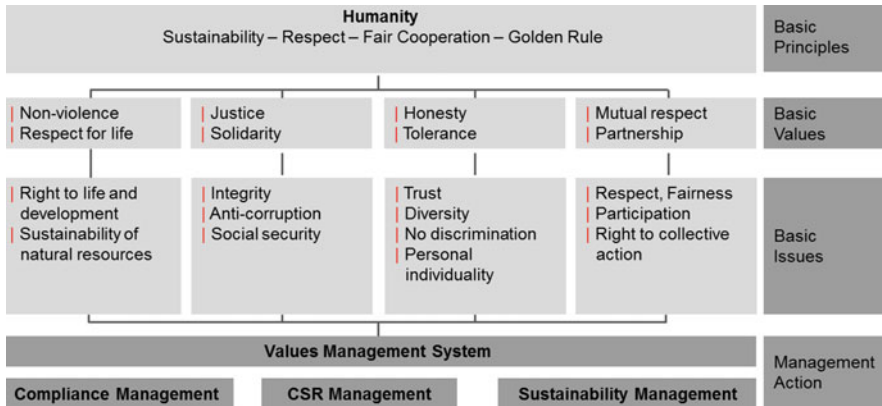 Humanity
Sustainability – Respect – Fair Cooperation – Golden Rule
Basic
Principles
| Non-violence
| Respect for life
| Justice
| Solidarity
| Honesty
| Tolerance
| Mutual respect
| Partnership
Basic
Values
| Right to life and
development
| Sustainability of
natural resources
| Integrity
| Anti-corruption
| Social security
| Trust
| Diversity
| No discrimination
| Personal
individuality
| Respect, Fairness
| Participation
| Right to collective
action
Basic
Issues
Values Management System
Compliance Management
CSR Management
Sustainability Management
Management
Action